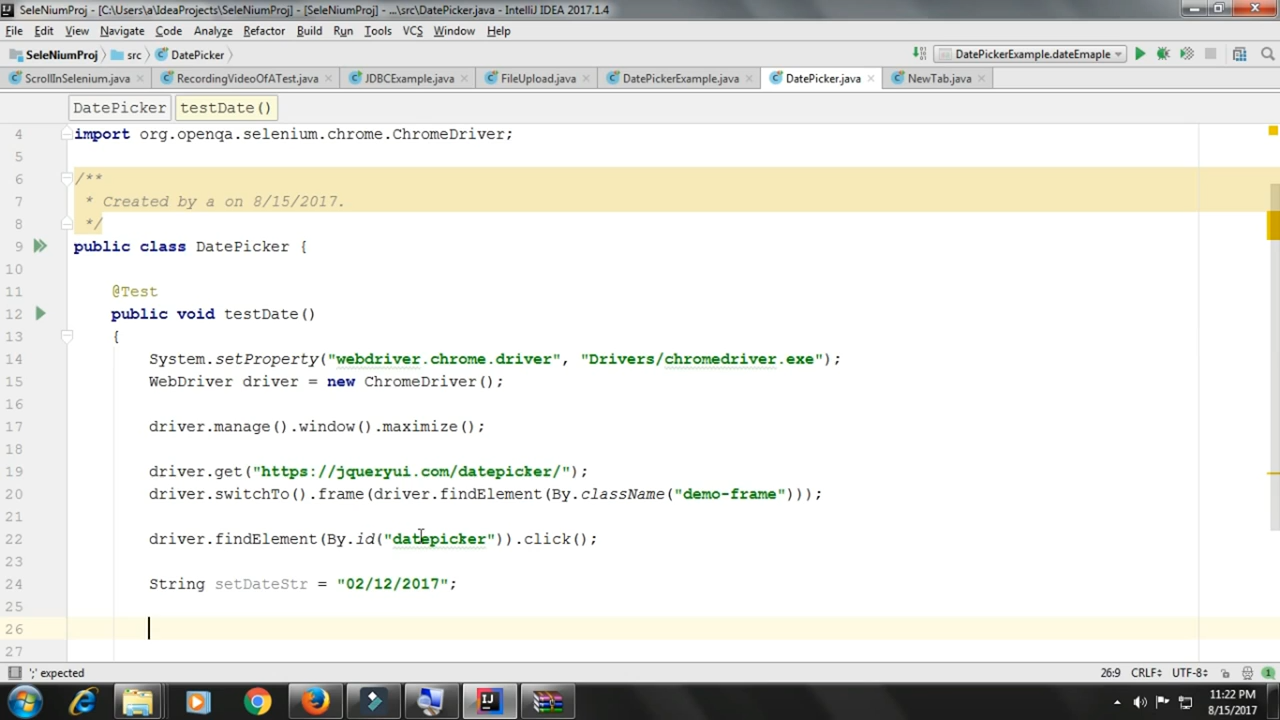 SeleNiumProj - [C:\Users\a\IdeaProjects\SeleNiumProj] - [SeleNiumProj] - ...\src\DatePicker.java - IntelliJ IDEA 2017.1.4
File Edit View Navigate Code Analyze Refactor Build Run Tools VCS Window Help
SeleNiumProj src DatePicker DatePickerExample.dateEmaple
ScrollInSelenium.java RecordingVideoOfATest.java JDBCExample.java FileUpload.java DatePickerExample.java DatePicker.java NewTab.java
DatePicker testDate()
4 import org.openqa.selenium.chrome.ChromeDriver;
5
6 /**
7 * Created by a on 8/15/2017.
8 */
9 public class DatePicker {
10
11 @Test
12 public void testDate()
13 {
14 System.setProperty("webdriver.chrome.driver", "Drivers/chromedriver.exe");
15 WebDriver driver = new ChromeDriver();
16
17 driver.manage().window().maximize();
18
19 driver.get("https://jqueryui.com/datepicker/");
20 driver.switchTo().frame(driver.findElement(By.className("demo-frame")));
21
22 driver.findElement(By.id("datepicker")).click();
23
24 String setDateStr = "02/12/2017";
25
26
27
';' expected 26:9 CRLF÷ UTF-8÷ 1
11:22 PM
8/15/2017